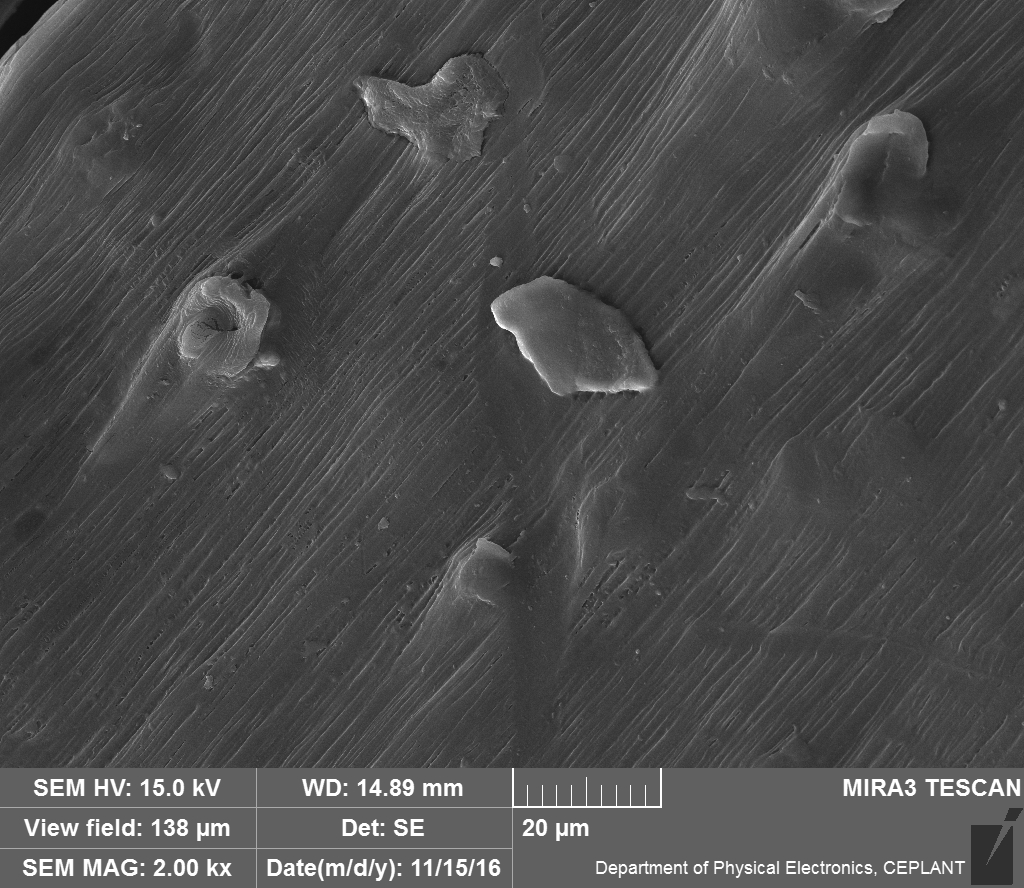 SEM HV: 15.0 kV WD: 14.89 mm MIRA3 TESCAN
View field: 138 µm Det: SE 20 µm
SEM MAG: 2.00 kx Date(m/d/y): 11/15/16 Department of Physical Electronics, CEPLANT